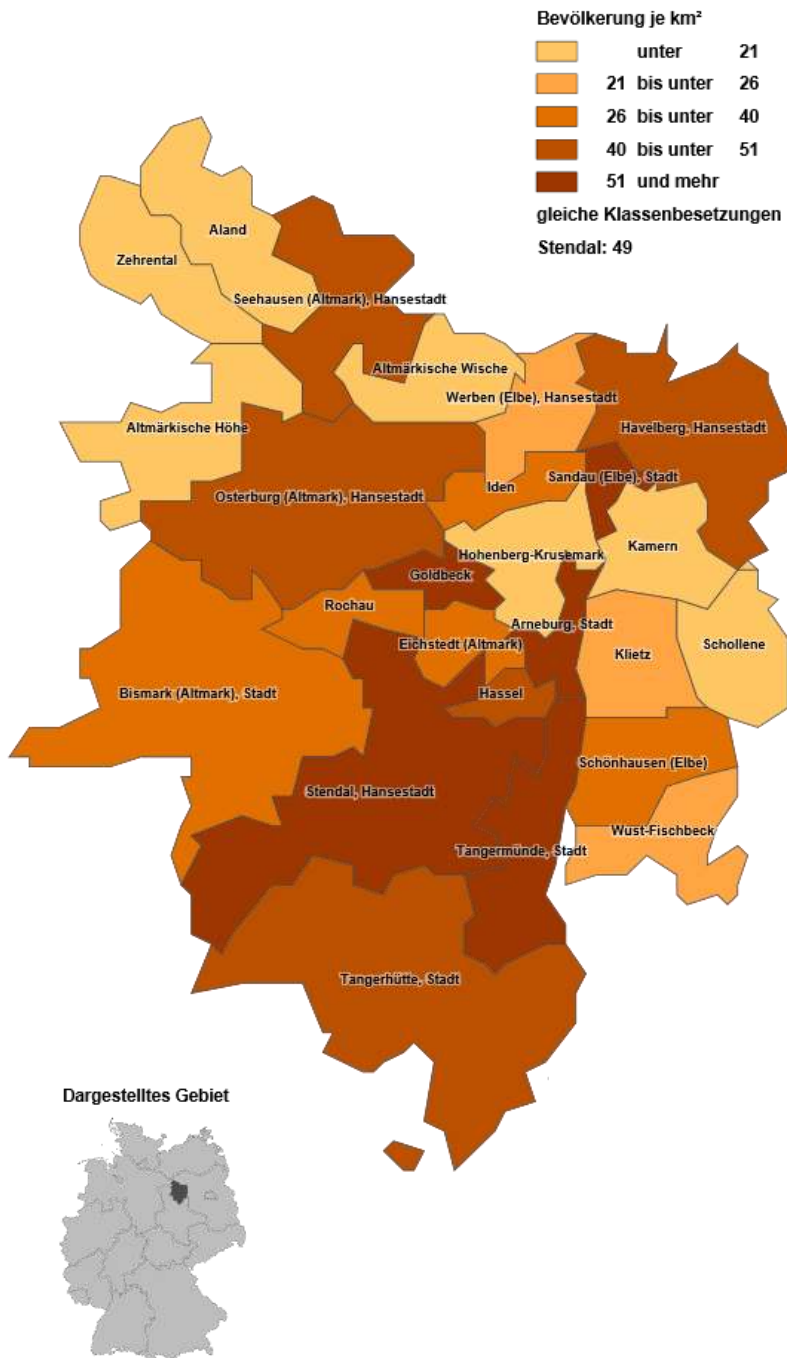 Bevölkerung je km²
unter 21
21 bis unter 26
26 bis unter 40
40 bis unter 51
51 und mehr
gleiche Klassenbesetzungen
Stendal: 49
Aland
Zehrental
Seehausen (Altmark), Hansestadt
Altmärkische Wische
Werben (Elbe), Hansestadt
Altmärkische Höhe
Havelberg, Hansestadt
Iden
Sandau (Elbe), Stadt
Osterburg (Altmark), Hansestadt
Hohenberg-Krusemark
Kamern
Goldbeck
Rochau
Arneburg, Stadt
Eichstedt (Altmark)
Klietz
Schollene
Bismark (Altmark), Stadt
Hassel
Schönhausen (Elbe)
Stendal, Hansestadt
Wust-Fischbeck
Tangermünde, Stadt
Tangerhütte, Stadt
Dargestelltes Gebiet